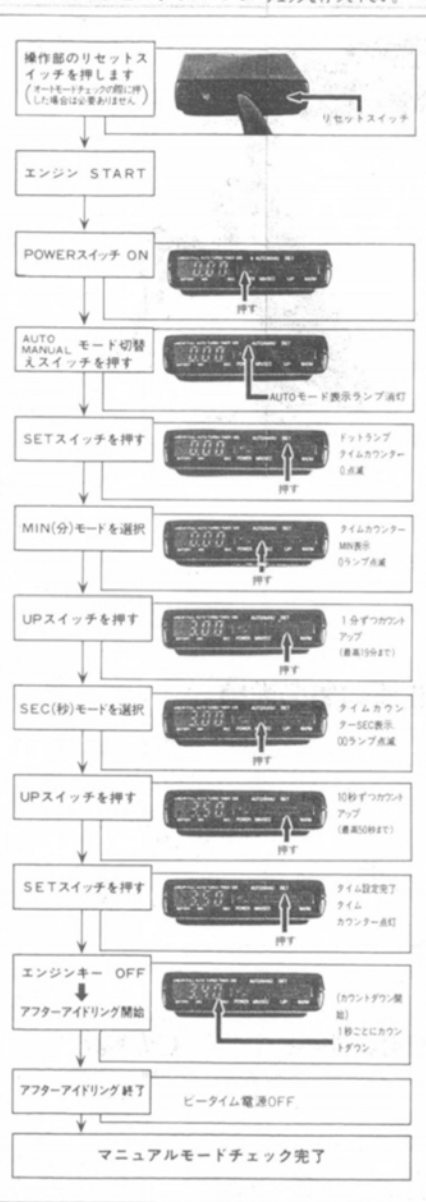 操作部のリセットス
イッチを押します
(オートモードチェックの際に押
した場合は必要ありません)
リセットスイッチ
エンジン START
POWERスイッチ ON
0.00
押す
AUTO
MANUAL モード切替
えスイッチを押す
0.00
AUTOモード表示ランプ消灯
SETスイッチを押す
0.00
押す
ドットランプ
タイムカウンター
0点滅
MIN(分)モードを選択
0.00
押す
タイムカウンター
MIN表示
0ランプ点滅
UPスイッチを押す
3.00
押す
1分ずつカウント
アップ
(最高19分まで)
SEC(秒)モードを選択
3.00
押す
タイムカウン
ターSEC表示
00ランプ点滅
UPスイッチを押す
3.50
押す
10秒ずつカウント
アップ
(最高50秒まで)
SETスイッチを押す
3.50
押す
タイム設定完了
タイム
カウンター点灯
エンジンキー OFF
アフターアイドリング開始
(カウントダウン開
始)
1秒ごとにカウン
トダウン
アフターアイドリング終了
ピータイム電源OFF
マニュアルモードチェック完了